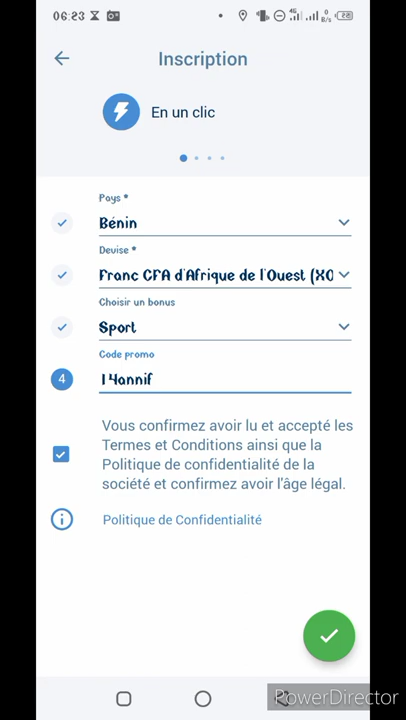 06:23
Inscription
En un clic
Pays *
Bénin
Devise *
Franc CFA d'Afrique de l'Ouest (XO
Choisir un bonus
Sport
Code promo
4
14annif
Vous confirmez avoir lu et accepté les
Termes et Conditions ainsi que la
Politique de confidentialité de la
société et confirmez avoir l'âge légal.
Politique de Confidentialité
PowerDirector